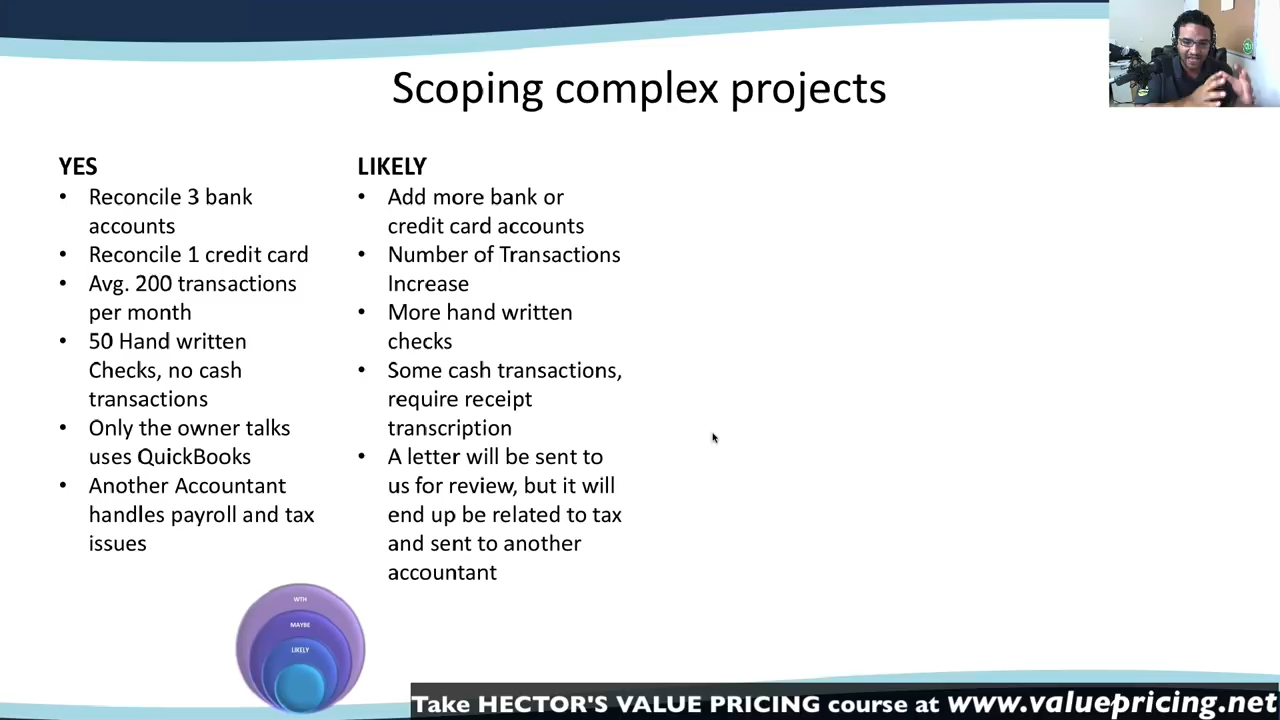 Scoping complex projects
YES
• Reconcile 3 bank
accounts
• Reconcile 1 credit card
• Avg. 200 transactions
per month
• 50 Hand written
Checks, no cash
transactions
• Only the owner talks
uses QuickBooks
• Another Accountant
handles payroll and tax
issues
LIKELY
• Add more bank or
credit card accounts
• Number of Transactions
Increase
• More hand written
checks
• Some cash transactions,
require receipt
transcription
• A letter will be sent to
us for review, but it will
end up be related to tax
and sent to another
accountant
WTH
MAYBE
LIKELY
Take HECTOR'S VALUE PRICING course at www.valuepricing.net